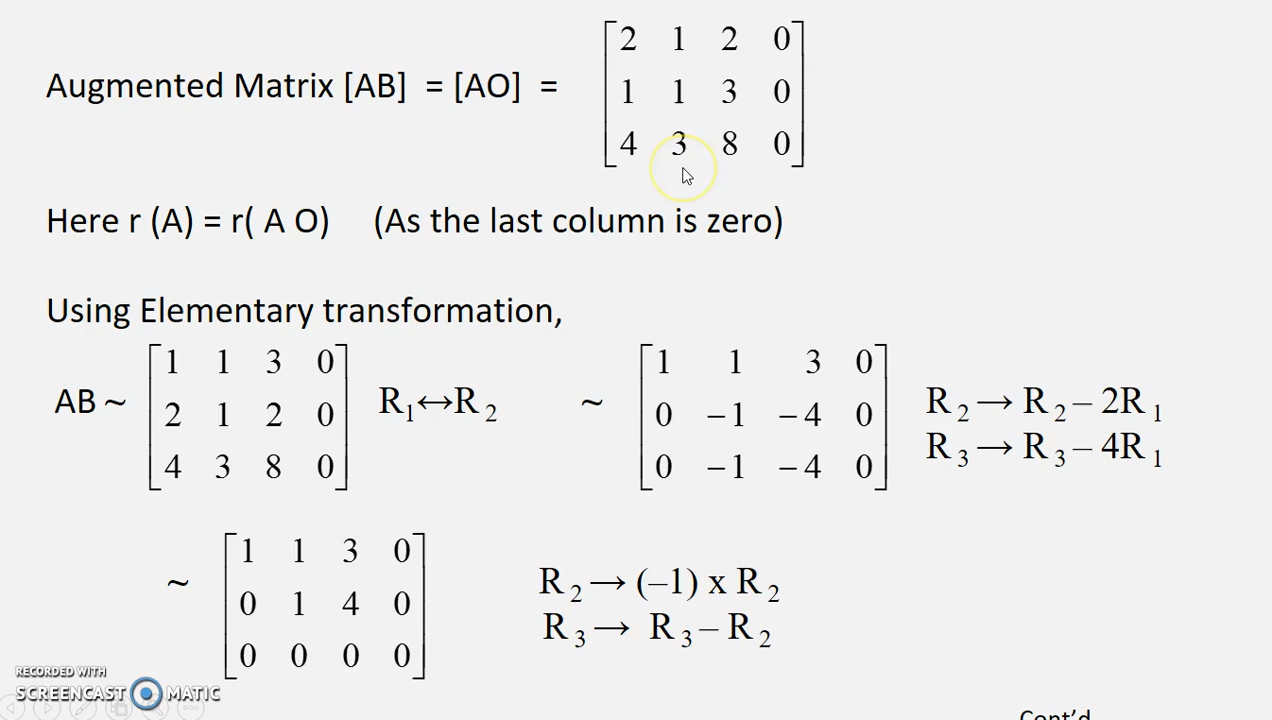 Augmented Matrix [AB] = [AO] =
2 1 2 0
1 1 3 0
4 3 8 0
Here r (A) = r( A O) (As the last column is zero)
Using Elementary transformation,
AB ~
1 1 3 0
2 1 2 0
4 3 8 0
R₁↔R₂
~
1 1 3 0
0 −1 −4 0
0 −1 −4 0
R₂ → R₂ − 2R₁
R₃ → R₃ − 4R₁
~
1 1 3 0
0 1 4 0
0 0 0 0
R₂ → (−1) x R₂
R₃ → R₃ − R₂
RECORDED WITH
SCREENCAST MATIC
Cont'd